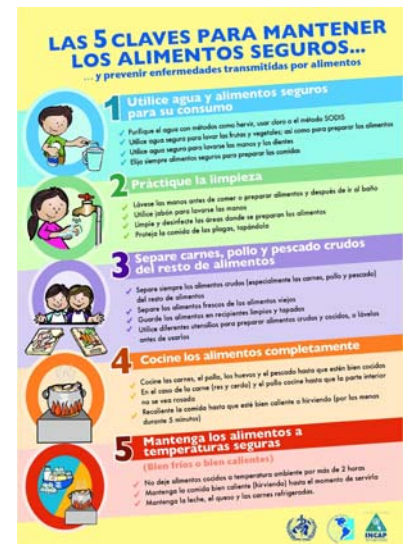 LAS 5 CLAVES PARA MANTENER
LOS ALIMENTOS SEGUROS...
... y prevenir enfermedades transmitidas por alimentos
1 Utilice agua y alimentos seguros
para su consumo
✓ Purifique el agua con métodos como hervir, usar cloro o el método SODIS
✓ Utilice agua segura para lavar las frutas y vegetales; así como para preparar los alimentos
✓ Utilice agua segura para lavarse las manos y los dientes
✓ Elija siempre alimentos seguros para preparar las comidas
2 Práctique la limpieza
✓ Lávese las manos antes de comer o preparar alimentos y después de ir al baño
✓ Utilice jabón para lavarse las manos
✓ Limpie y desinfecte las áreas donde se preparan los alimentos
✓ Proteja la comida de las plagas, tapándola
3 Separe carnes, pollo y pescado crudos
del resto de alimentos
✓ Separe siempre los alimentos crudos (especialmente las carnes, pollo y pescado)
del resto de alimentos
✓ Separe los alimentos frescos de los alimentos viejos
✓ Guarde los alimentos en recipientes limpios y tapados
✓ Utilice diferentes utensilios para preparar alimentos crudos y cocidos, o lávelos
antes de usarlos
4 Cocine los alimentos completamente
✓ Cocine las carnes, el pollo, los huevos y el pescado hasta que estén bien cocidos
✓ En el caso de la carne (res y cerdo) y el pollo cocine hasta que la parte interior
no se vea rosada
✓ Recaliente la comida hasta que esté bien caliente o hirviendo (por los menos
durante 5 minutos)
5 Mantenga los alimentos a
temperaturas seguras
(Bien fríos o bien calientes)
✓ No deje alimentos cocidos a temperatura ambiente por más de 2 horas
✓ Mantenga la comida bien caliente (hirviendo) hasta el momento de servirla
✓ Mantenga la leche, el queso y las carnes refrigeradas.
INCAP